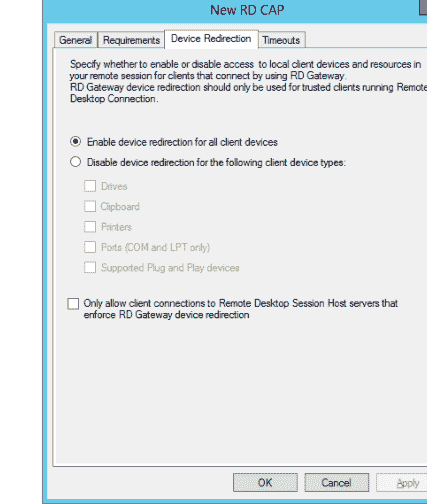 New RD CAP
General Requirements Device Redirection Timeouts
Specify whether to enable or disable access to local client devices and resources in
your remote session for clients that connect by using RD Gateway.
RD Gateway device redirection should only be used for trusted clients running Remote
Desktop Connection.
Enable device redirection for all client devices
Disable device redirection for the following client device types:
Drives
Clipboard
Printers
Ports (COM and LPT only)
Supported Plug and Play devices
Only allow client connections to Remote Desktop Session Host servers that
enforce RD Gateway device redirection
OK Cancel Apply